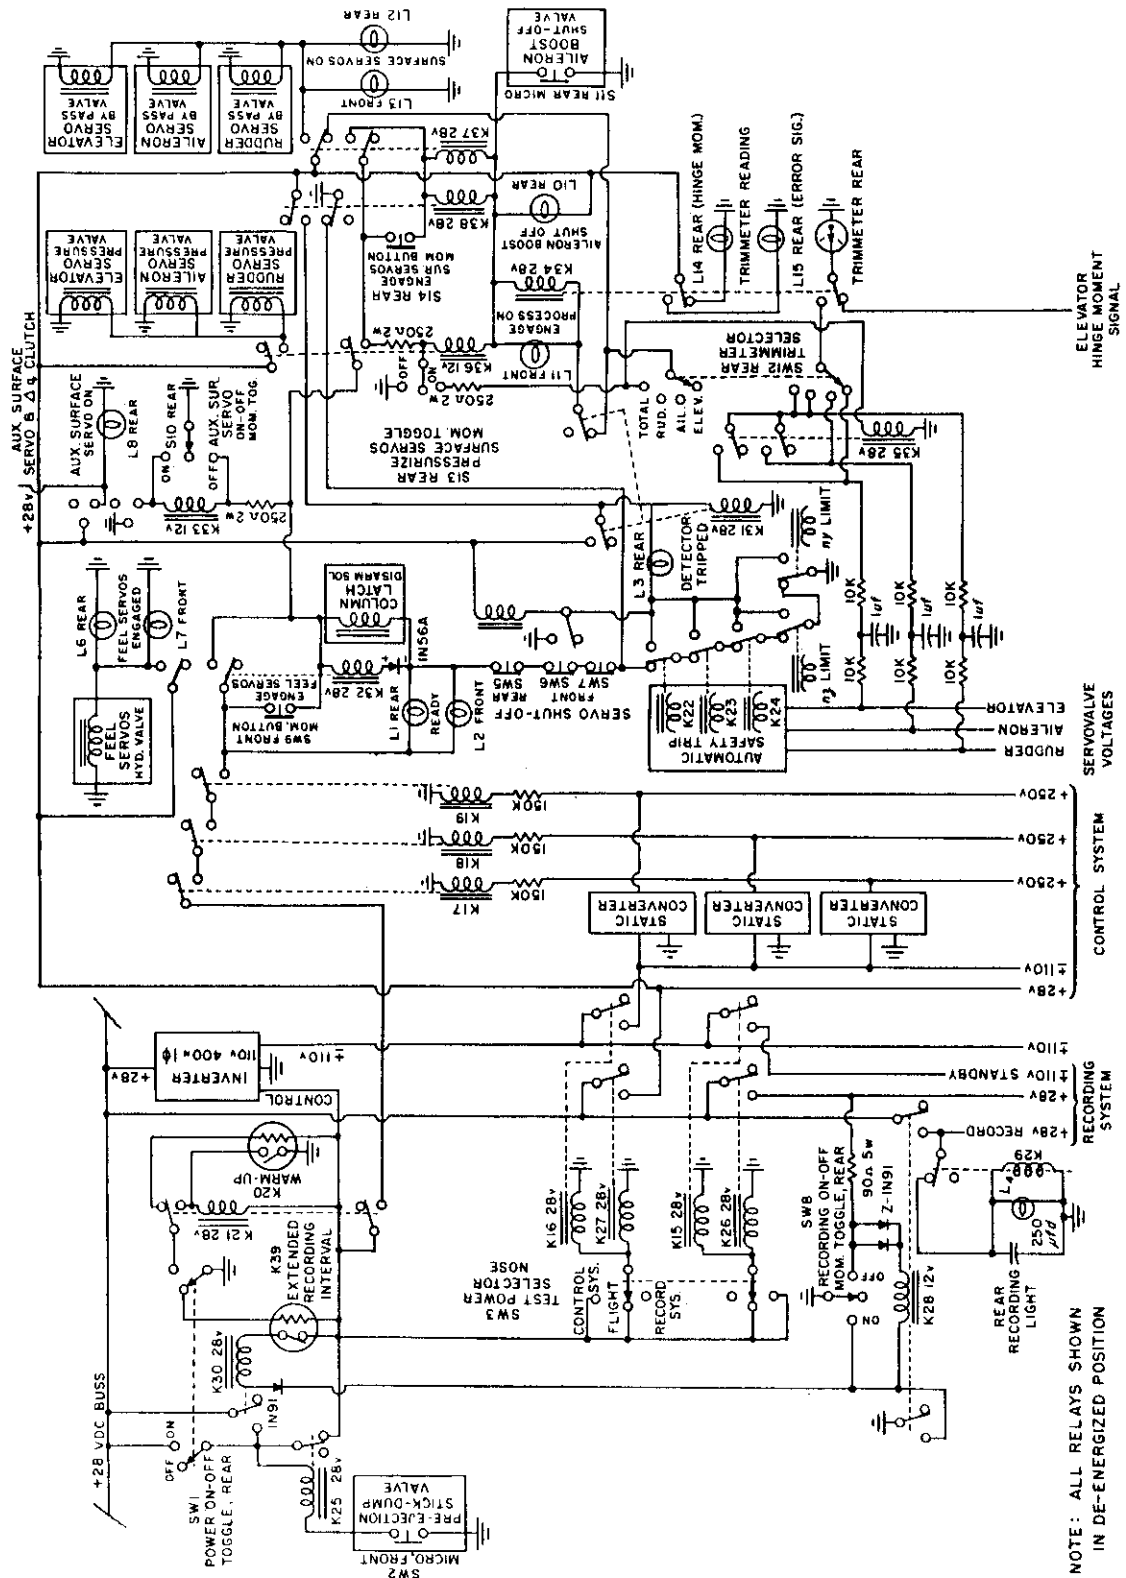 +28 VDC BUSS
OFF
ON
SW1
POWER ON-OFF
TOGGLE, REAR
IN91
K30 28v
K25 28v
PRE-EJECTION
STICK-DUMP
VALVE
MICRO, FRONT
SW2
K39
EXTENDED
RECORDING
INTERVAL
K21 28v
K20
WARM-UP
CONTROL
+28v
INVERTER
110v 400~ 1ϕ
±110v
SW3
TEST POWER
SELECTOR
NOSE
CONTROL
SYS.
FLIGHT
RECORD
SYS.
K16 28v
K27 28v
K15 28v
K26 28v
SW8
RECORDING ON-OFF
MOM. TOGGLE, REAR
OFF
ON
90Ω 5w
2-IN91
K28 12v
REAR
RECORDING
LIGHT
250
µfd
L4
K29
+28v RECORD
+28v
±110v STANDBY
±110v
RECORDING
SYSTEM
+28v
±110v
+250v
+250v
+250v
CONTROL SYSTEM
STATIC
CONVERTER
STATIC
CONVERTER
STATIC
CONVERTER
K17
150K
K18
150K
K19
150K
FEEL
SERVOS
HYD. VALVE
L6 REAR
FEEL SERVOS
ENGAGED
L7 FRONT
SW9 FRONT
MOM. BUTTON
ENGAGE
FEEL SERVOS
K32 28v
COLUMN
LATCH
DISARM SOL
IN56A
L1 REAR
READY
L2 FRONT
SERVO SHUT-OFF
REAR
SW5
FRONT
SW6
SW7
AUTOMATIC
SAFETY TRIP
K22
K23
K24
ny LIMIT
nz LIMIT
L3 REAR
DETECTOR
TRIPPED
K31 28v
RUDDER
AILERON
ELEVATOR
SERVOVALVE
VOLTAGES
10K
10K
1uf
10K
10K
1uf
10K
10K
1uf
AUX. SURFACE
SERVO & Δq CLUTCH
+28v
AUX. SURFACE
SERVO ON
L8 REAR
S10 REAR
ON
OFF
AUX. SUR.
SERVO
ON-OFF
MOM. TOG.
K33 12v
250Ω 2w
S13 REAR
PRESSURIZE
SURFACE SERVOS
MOM. TOGGLE
OFF
ON
250Ω 2w
250Ω 2w
K36 12v
ELEVATOR
SERVO
PRESSURE
VALVE
AILERON
SERVO
PRESSURE
VALVE
RUDDER
SERVO
PRESSURE
VALVE
S14 REAR
ENGAGE
SUR SERVOS
MOM. BUTTON
L11 FRONT
ENGAGE
PROCESS ON
K34 28v
AILERON BOOST
SHUT OFF
L10 REAR
K38 28v
K37 28v
ELEVATOR
SERVO
BY PASS
VALVE
AILERON
SERVO
BY PASS
VALVE
RUDDER
SERVO
BY PASS
VALVE
L13 FRONT
SURFACE SERVOS ON
L12 REAR
AILERON
BOOST
SHUT-OFF
VALVE
S11 REAR MICRO
TOTAL
RUD.
AIL.
ELEV.
SW12 REAR
TRIMMETER
SELECTOR
K35 28v
L14 REAR (HINGE MOM.)
TRIMMETER READING
L15 REAR (ERROR SIG.)
TRIMMETER REAR
ELEVATOR
HINGE MOMENT
SIGNAL
NOTE: ALL RELAYS SHOWN
IN DE-ENERGIZED POSITION